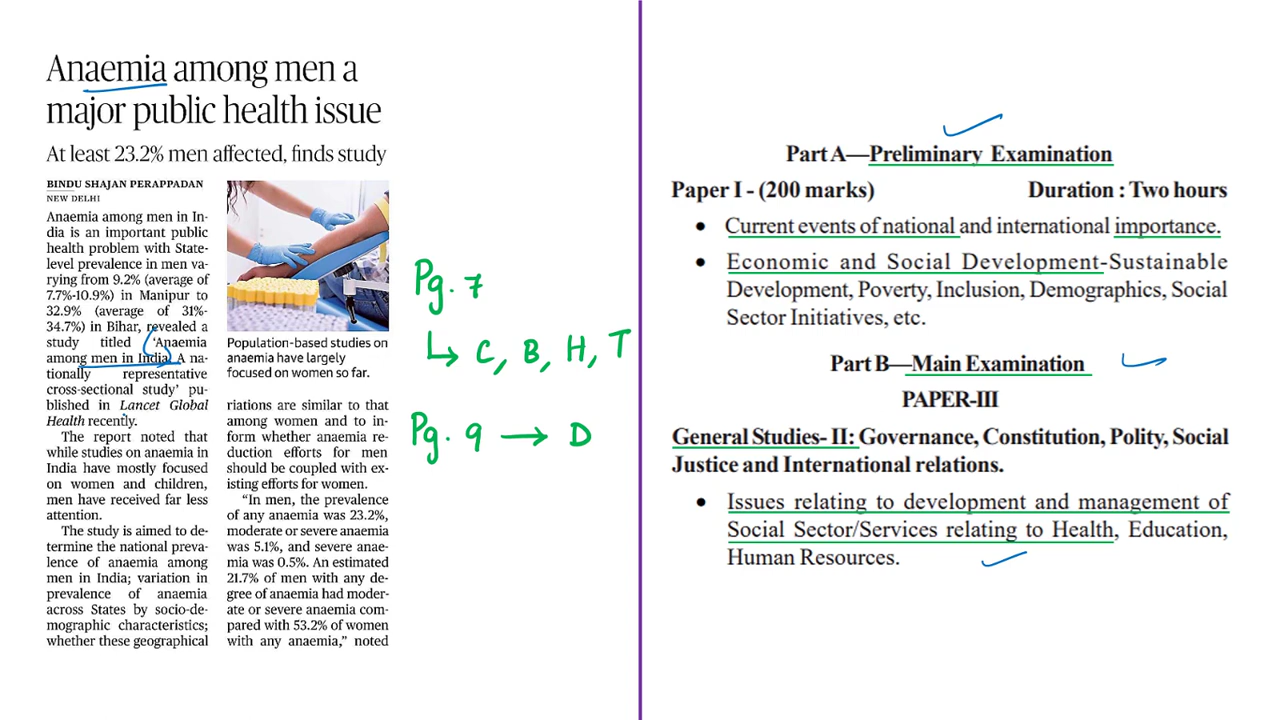 Anaemia among men a
major public health issue
At least 23.2% men affected, finds study
BINDU SHAJAN PERAPPADAN
NEW DELHI
Anaemia among men in In-
dia is an important public
health problem with State-
level prevalence in men va-
rying from 9.2% (average of
7.7%-10.9%) in Manipur to
32.9% (average of 31%-
34.7%) in Bihar, revealed a
study titled 'Anaemia
among men in India: A na-
tionally representative
cross-sectional study' pu-
blished in Lancet Global
Health recently.
The report noted that
while studies on anaemia in
India have mostly focused
on women and children,
men have received far less
attention.
The study is aimed to de-
termine the national preva-
lence of anaemia among
men in India; variation in
prevalence of anaemia
across States by socio-de-
mographic characteristics;
whether these geographical
Population-based studies on
anaemia have largely
focused on women so far.
riations are similar to that
among women and to in-
form whether anaemia re-
duction efforts for men
should be coupled with ex-
isting efforts for women.
"In men, the prevalence
of any anaemia was 23.2%,
moderate or severe anaemia
was 5.1%, and severe anae-
mia was 0.5%. An estimated
21.7% of men with any de-
gree of anaemia had moder-
ate or severe anaemia com-
pared with 53.2% of women
with any anaemia," noted
Pg. 7
↳ C, B, H, T
Pg. 9 → D
Part A—Preliminary Examination
Paper I - (200 marks) Duration : Two hours
• Current events of national and international importance.
• Economic and Social Development-Sustainable
Development, Poverty, Inclusion, Demographics, Social
Sector Initiatives, etc.
Part B—Main Examination
PAPER-III
General Studies- II: Governance, Constitution, Polity, Social
Justice and International relations.
• Issues relating to development and management of
Social Sector/Services relating to Health, Education,
Human Resources.